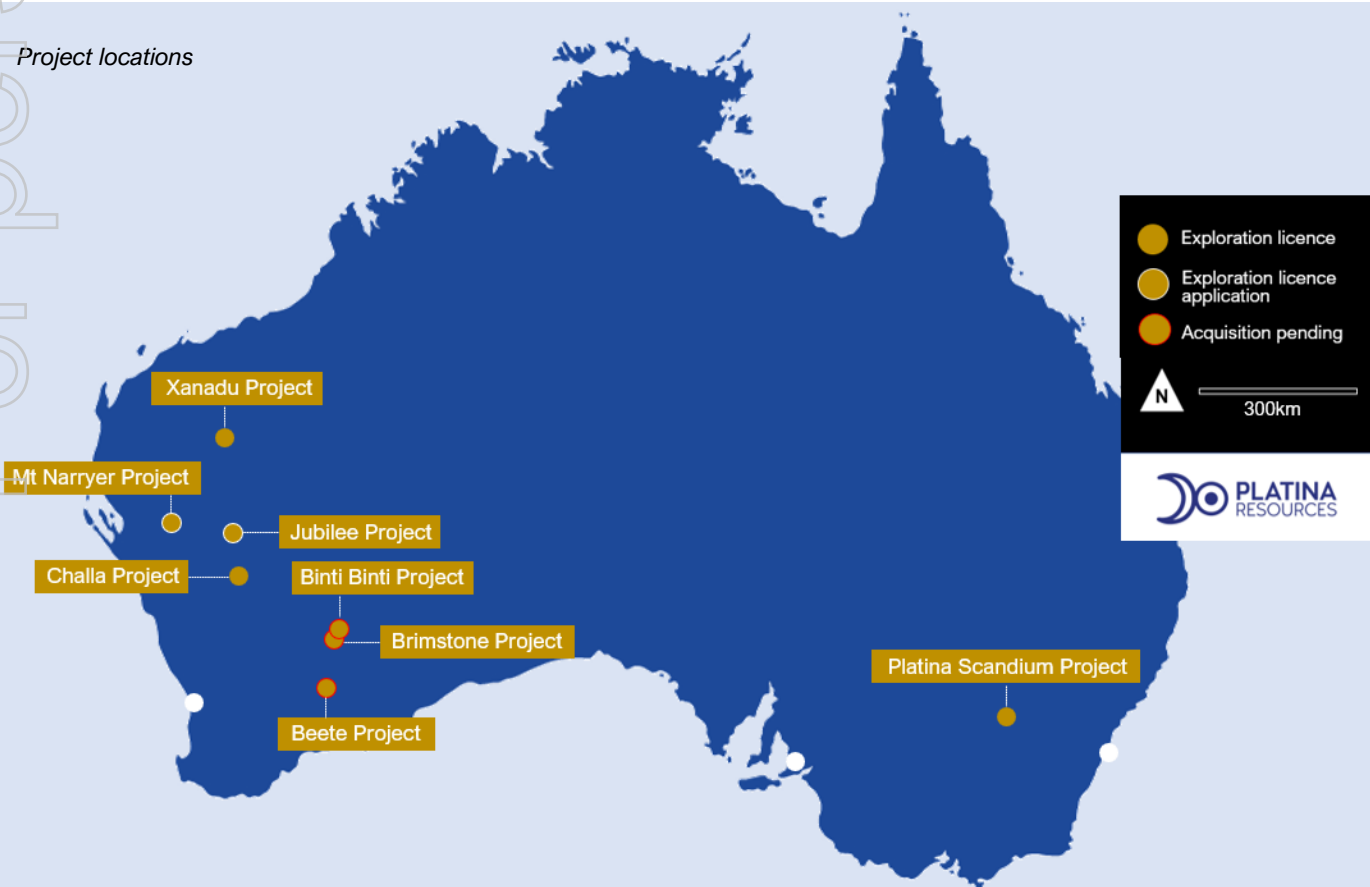 Project locations
Exploration licence
Exploration licence
application
Acquisition pending
N
300km
PLATINA
RESOURCES
Xanadu Project
Mt Narryer Project
Jubilee Project
Challa Project
Binti Binti Project
Brimstone Project
Platina Scandium Project
Beete Project